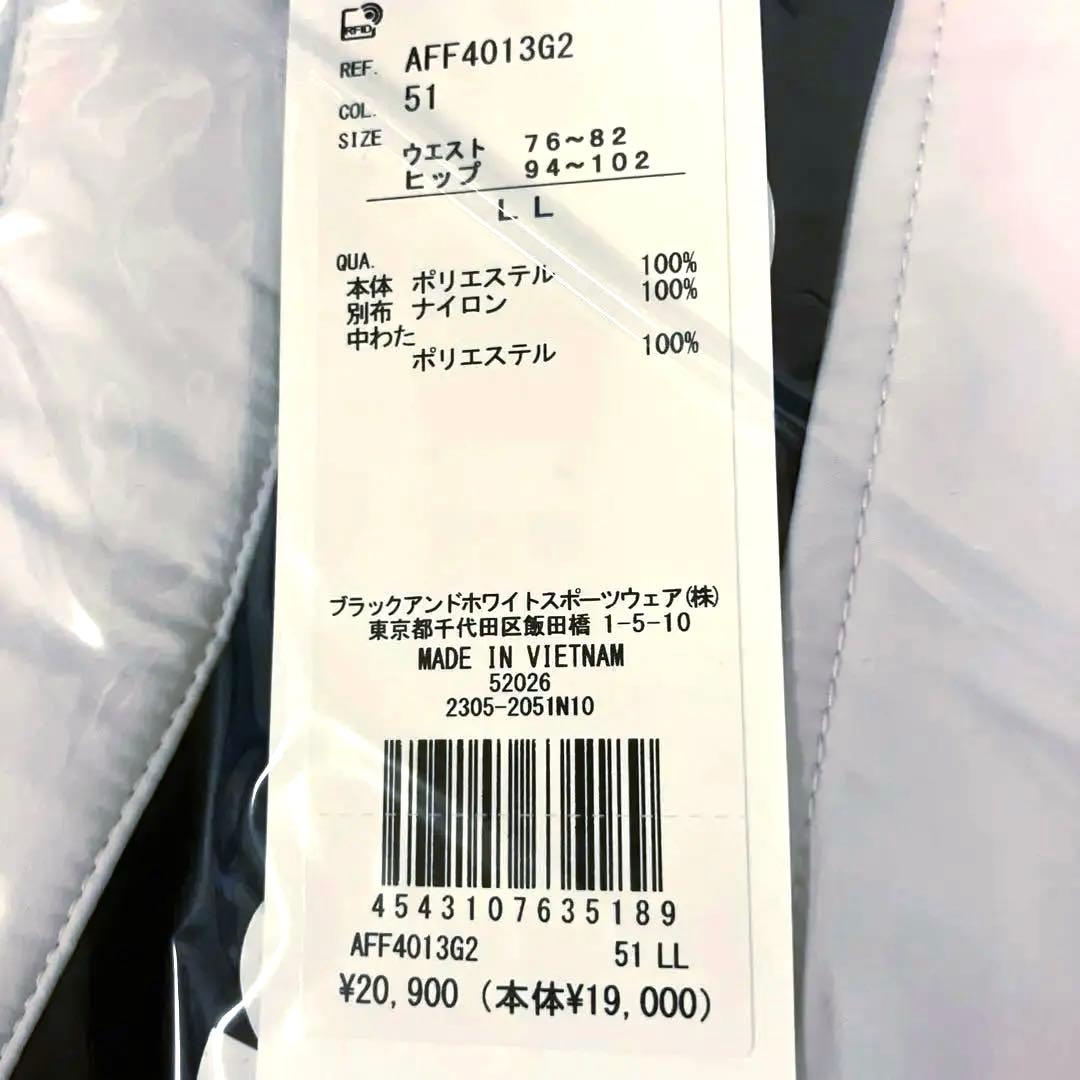 RFID
REF. AFF4013G2
COL. 51
SIZE ウエスト 76～82
ヒップ 94～102
LL
QUA.
本体 ポリエステル 100%
別布 ナイロン 100%
中わた
ポリエステル 100%
ブラックアンドホワイトスポーツウェア(株)
東京都千代田区飯田橋 1-5-10
MADE IN VIETNAM
52026
2305-2051N10
4543107635189
AFF4013G2 51 LL
¥20,900 (本体¥19,000)